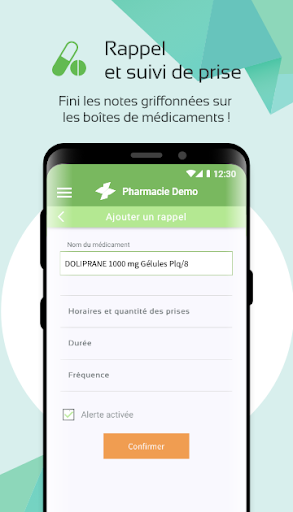 Rappel
et suivi de prise
Fini les notes griffonnées sur
les boîtes de médicaments !
12:30
Pharmacie Demo
Ajouter un rappel
Nom du médicament
DOLIPRANE 1000 mg Gélules Plq/8
Horaires et quantité des prises
Durée
Fréquence
Alerte activée
Confirmer